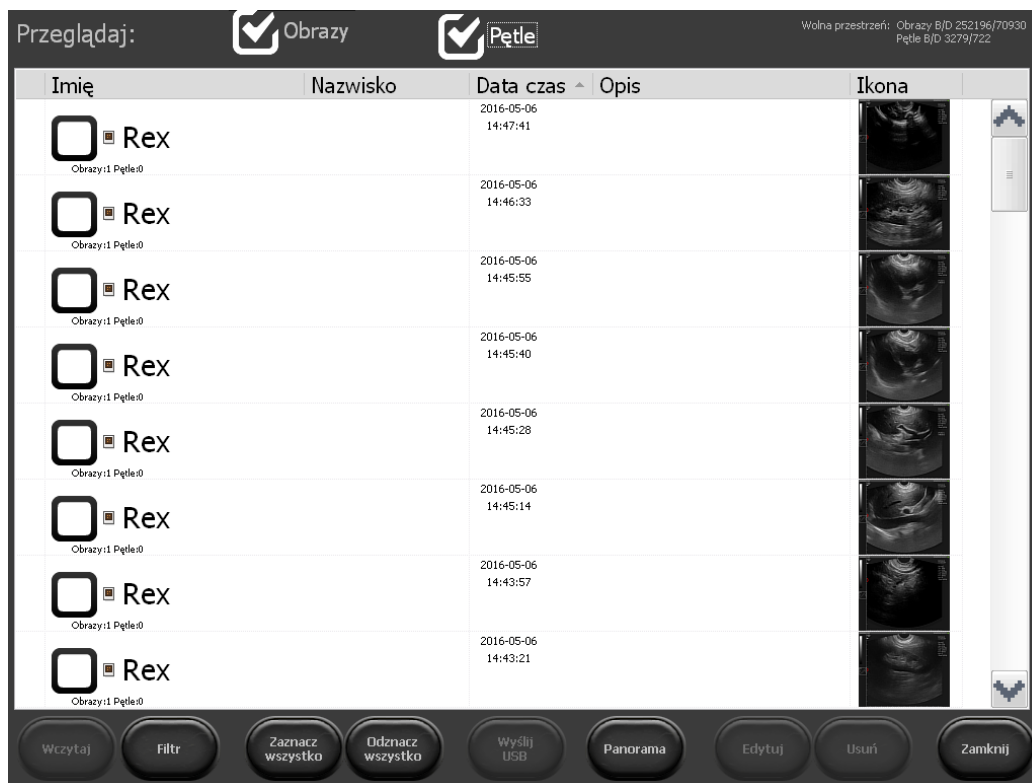 Przeglądaj:
Obrazy
Pętle
Wolna przestrzeń: Obrazy B/D 252196/70930
Pętle B/D 3279/722
Imię Nazwisko Data czas Opis Ikona
2016-05-06
14:47:41
Rex
Obrazy:1 Pętle:0
2016-05-06
14:46:33
Rex
Obrazy:1 Pętle:0
2016-05-06
14:45:55
Rex
Obrazy:1 Pętle:0
2016-05-06
14:45:40
Rex
Obrazy:1 Pętle:0
2016-05-06
14:45:28
Rex
Obrazy:1 Pętle:0
2016-05-06
14:45:14
Rex
Obrazy:1 Pętle:0
2016-05-06
14:43:57
Rex
Obrazy:1 Pętle:0
2016-05-06
14:43:21
Rex
Obrazy:1 Pętle:0
Wczytaj
Filtr
Zaznacz
wszystko
Odznacz
wszystko
Wyślij
USB
Panorama
Edytuj
Usuń
Zamknij